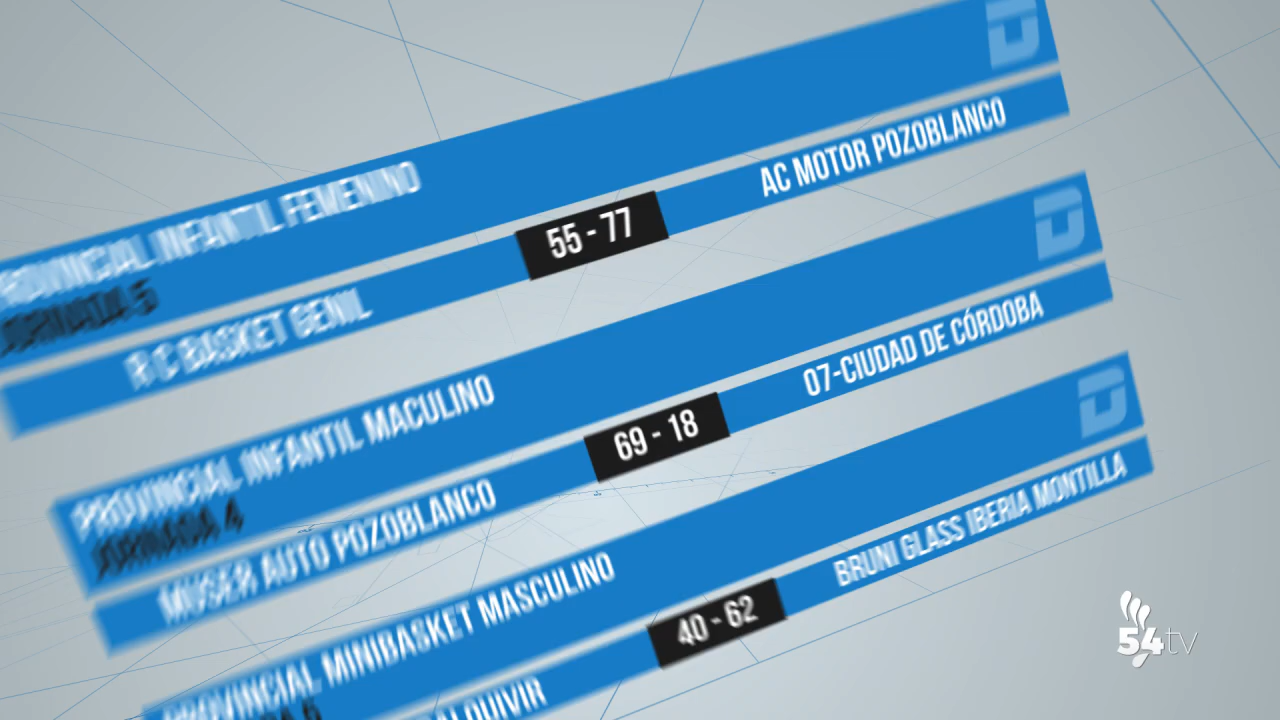 PROVINCIAL INFANTIL FEMENINO
JORNADA 5
R C BASKET GENIL 55 - 77 AC MOTOR POZOBLANCO
PROVINCIAL INFANTIL MACULINO
JORNADA 4
MUSER AUTO POZOBLANCO 69 - 18 07-CIUDAD DE CÓRDOBA
PROVINCIAL MINIBASKET MASCULINO
40 - 62 BRUNI GLASS IBERIA MONTILLA
54tv